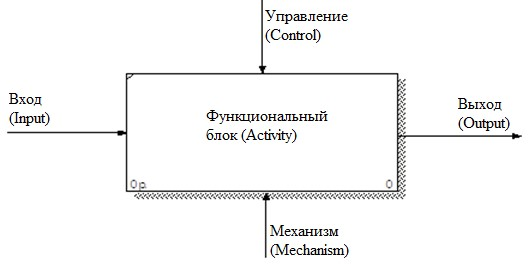 Управление
(Control)
Вход
(Input)
Функциональный
блок (Activity)
Выход
(Output)
0р.
0
Механизм
(Mechanism)